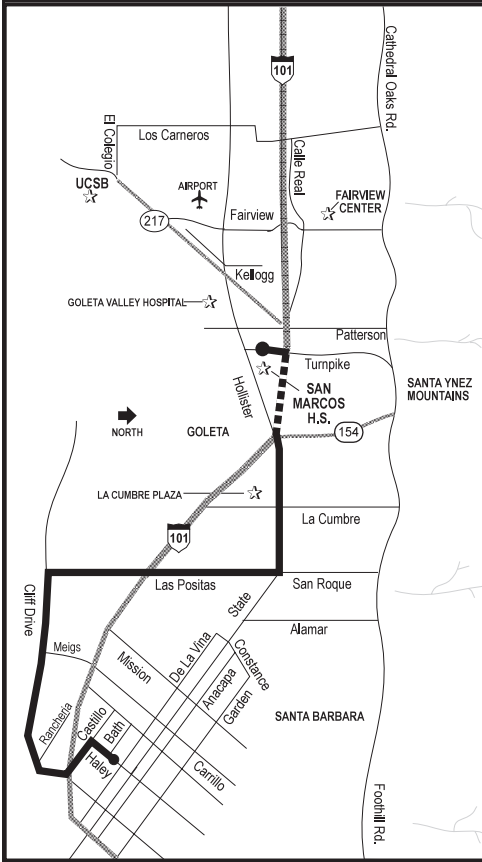 101
Cathedral Oaks Rd.
El Colegio
Los Carneros
Calle Real
UCSB
AIRPORT
FAIRVIEW
CENTER
217
Fairview
Kellogg
GOLETA VALLEY HOSPITAL
Patterson
Turnpike
Hollister
SAN
MARCOS
H.S.
SANTA YNEZ
MOUNTAINS
NORTH
GOLETA
154
LA CUMBRE PLAZA
La Cumbre
101
Cliff Drive
Las Positas
State
San Roque
Alamar
Meigs
Mission
De La Vina
Constance
Anacapa
Garden
SANTA BARBARA
Rancheria
Castillo
Bath
Haley
Carrillo
Foothill Rd.